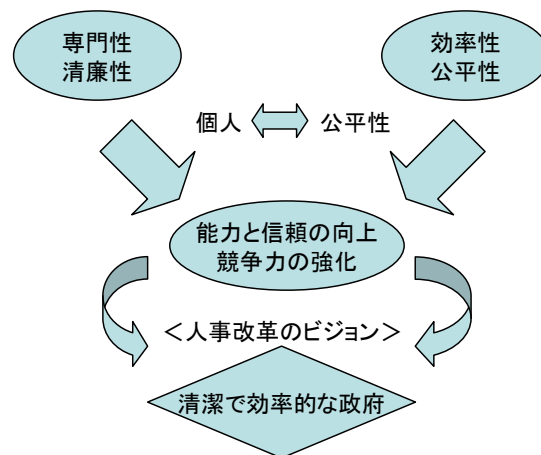 専門性
清廉性
効率性
公平性
個人
公平性
能力と信頼の向上
競争力の強化
<人事改革のビジョン>
清潔で効率的な政府